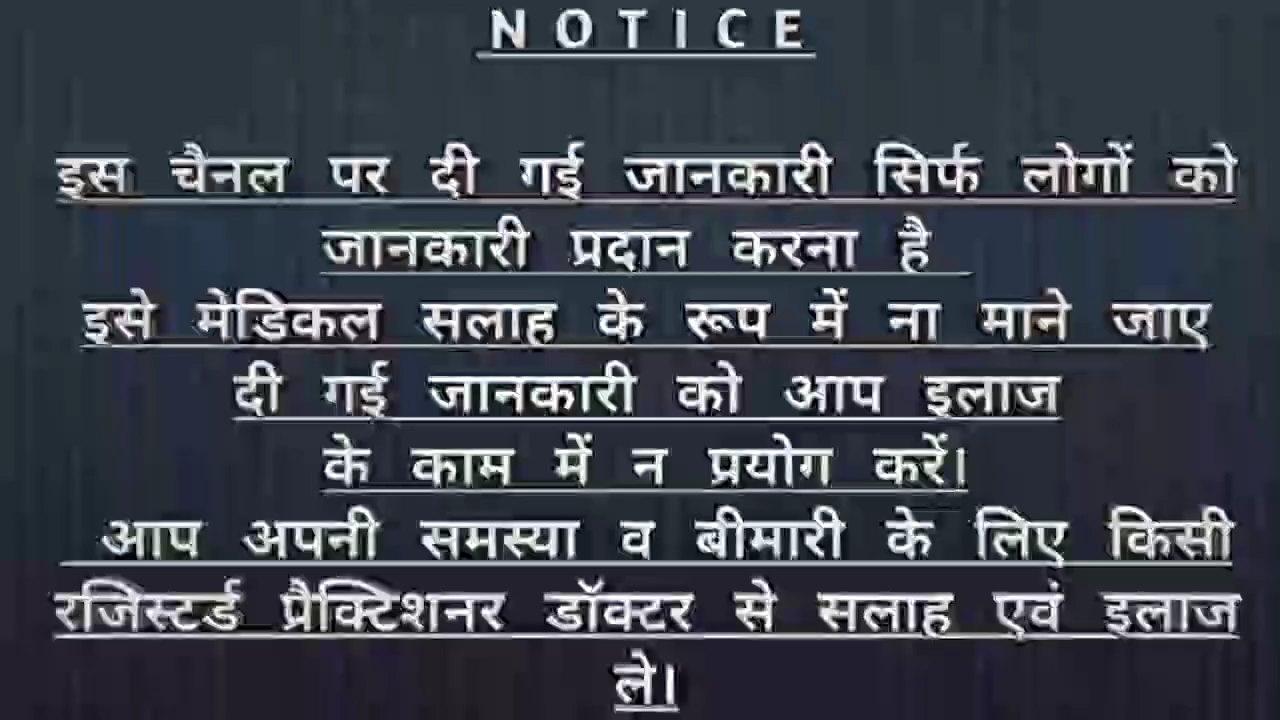 NOTICE
इस चैनल पर दी गई जानकारी सिर्फ लोगों को
जानकारी प्रदान करना है
इसे मेडिकल सलाह के रूप में ना माने जाए
दी गई जानकारी को आप इलाज
के काम में न प्रयोग करें।
आप अपनी समस्या व बीमारी के लिए किसी
रजिस्टर्ड प्रैक्टिशनर डॉक्टर से सलाह एवं इलाज
ले।